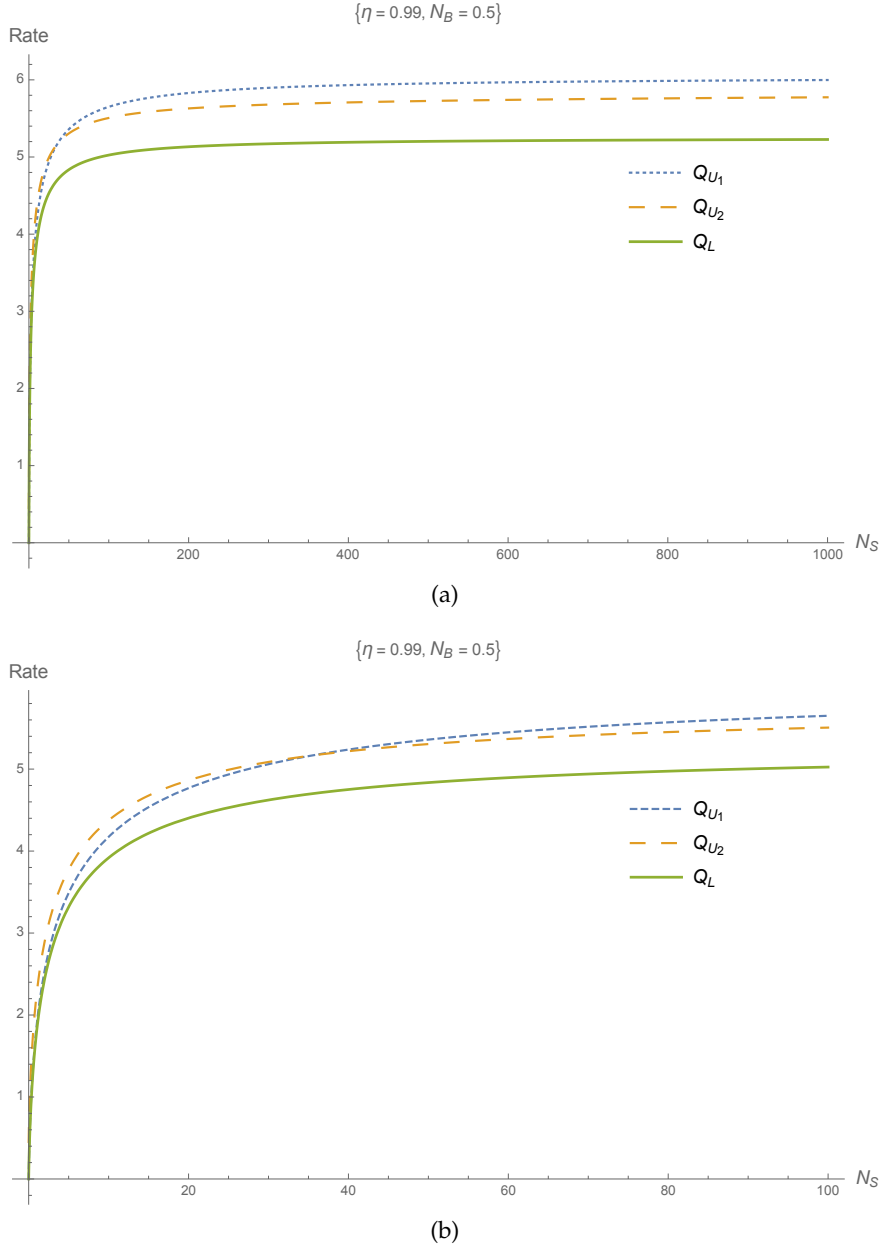 {η = 0.99, N_B = 0.5}
Rate
6
5
4
3
2
1
Q_{U_1}
Q_{U_2}
Q_L
200 400 600 800 1000 N_S
(a)
{η = 0.99, N_B = 0.5}
Rate
5
4
3
2
1
Q_{U_1}
Q_{U_2}
Q_L
20 40 60 80 100 N_S
(b)